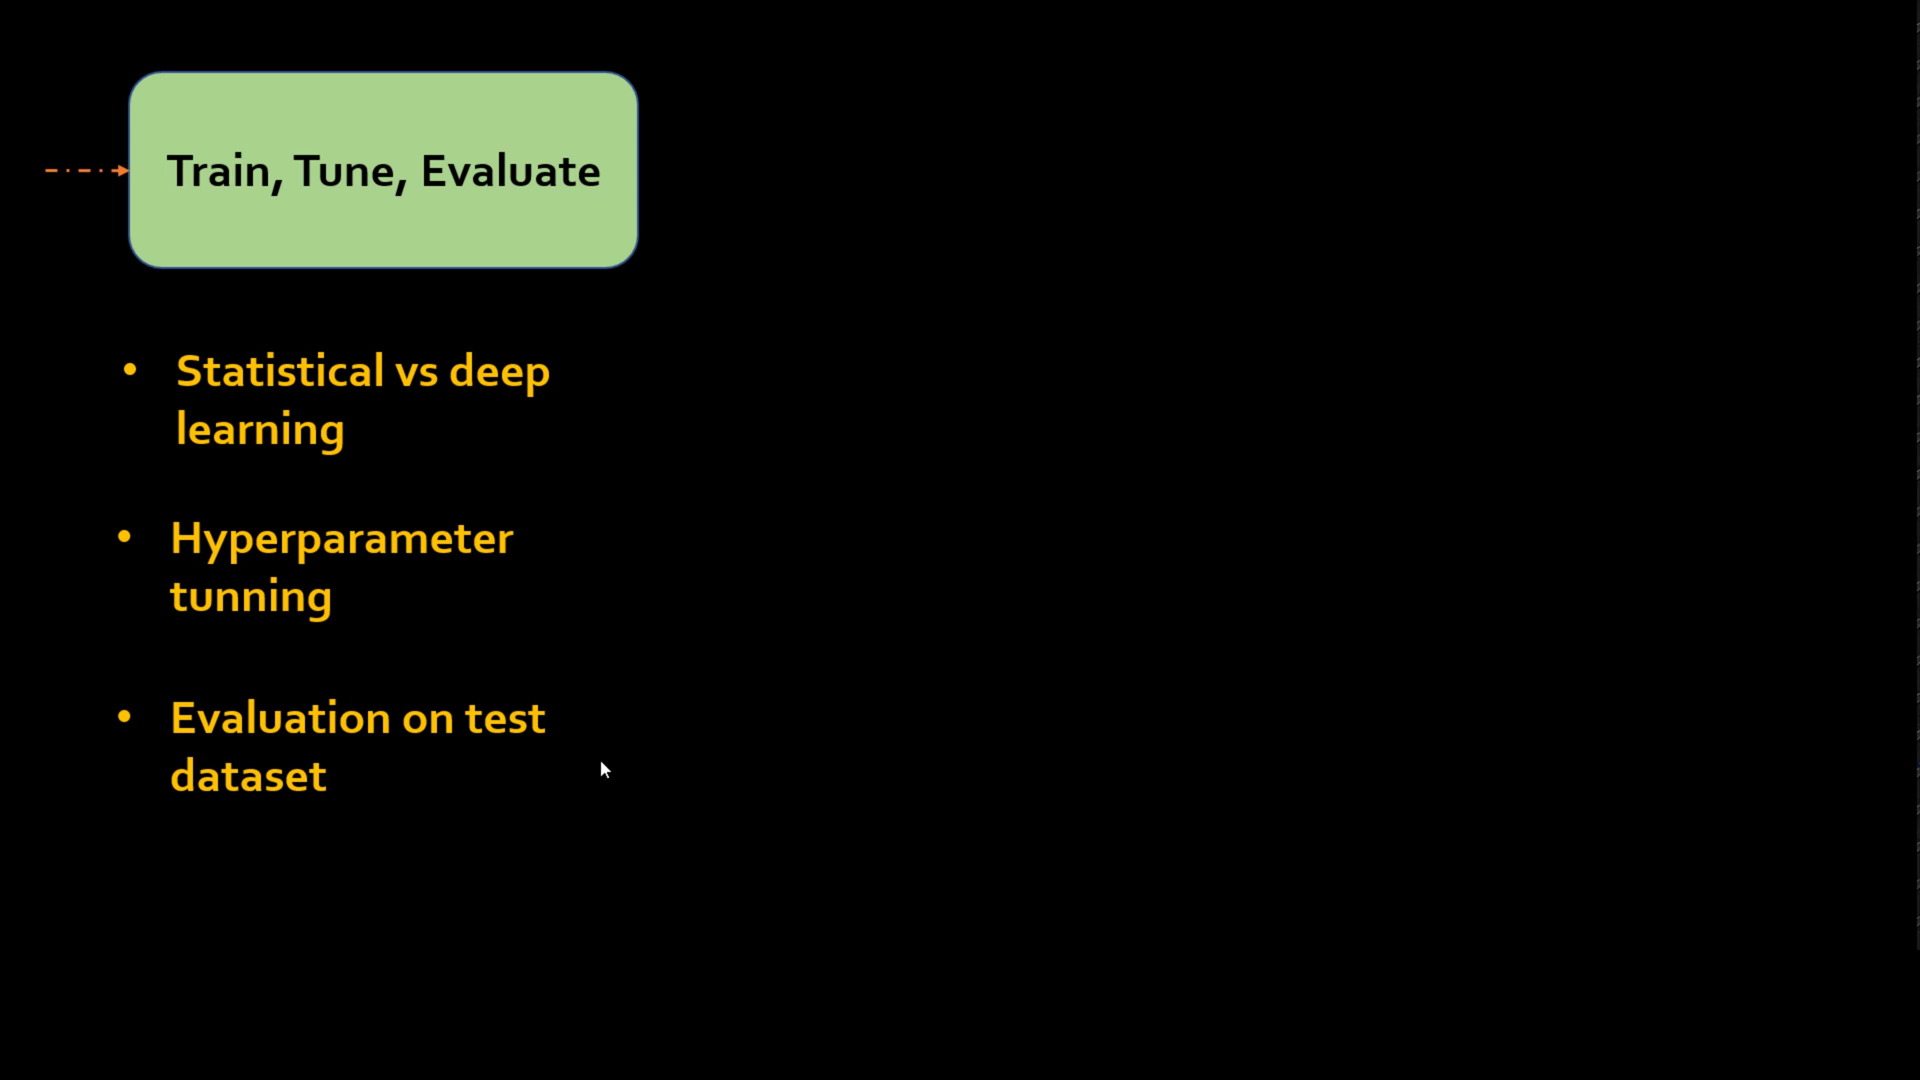 Train, Tune, Evaluate
• Statistical vs deep
learning
• Hyperparameter
tunning
• Evaluation on test
dataset